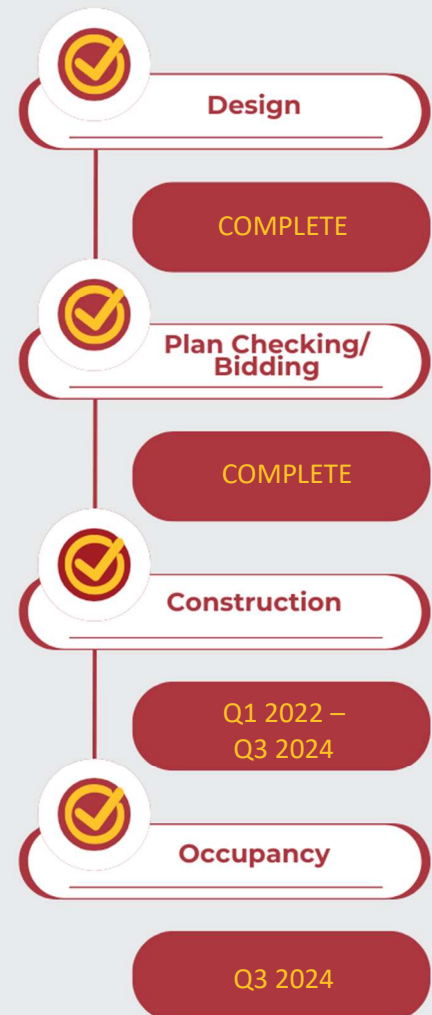 Design
COMPLETE
Plan Checking/
Bidding
COMPLETE
Construction
Q1 2022 –
Q3 2024
Occupancy
Q3 2024